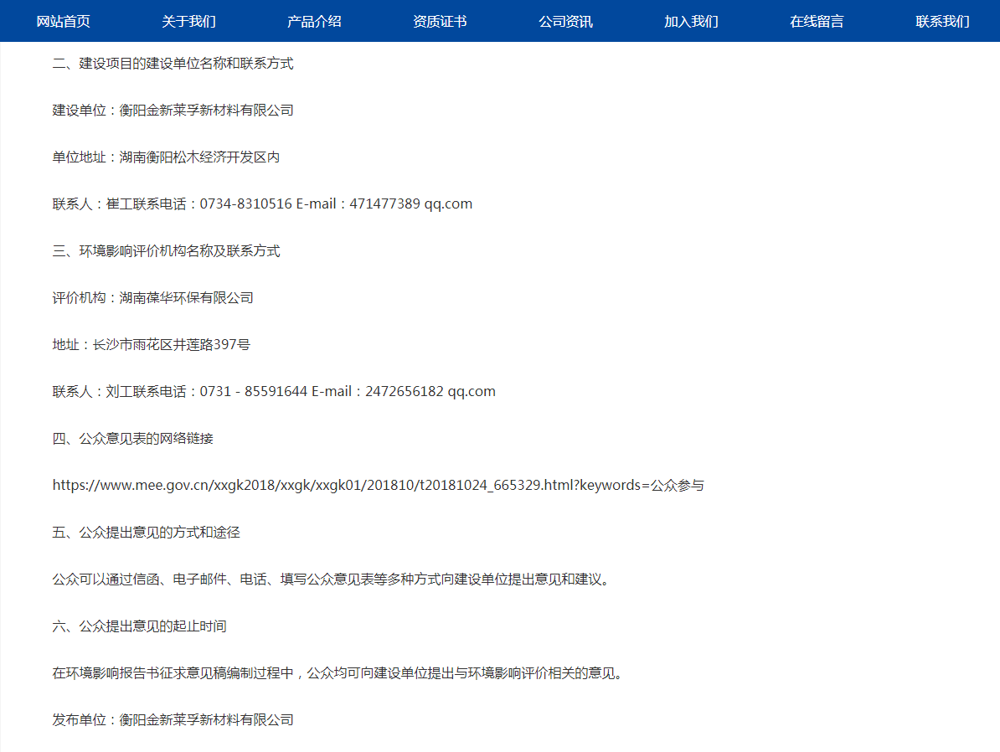 网站首页 关于我们 产品介绍 资质证书 公司资讯 加入我们 在线留言 联系我们
二、建设项目的建设单位名称和联系方式
建设单位：衡阳金新莱孚新材料有限公司
单位地址：湖南衡阳松木经济开发区内
联系人：崔工联系电话：0734-8310516 E-mail：471477389 qq.com
三、环境影响评价机构名称及联系方式
评价机构：湖南葆华环保有限公司
地址：长沙市雨花区井莲路397号
联系人：刘工联系电话：0731 - 85591644 E-mail：2472656182 qq.com
四、公众意见表的网络链接
https://www.mee.gov.cn/xxgk2018/xxgk/xxgk01/201810/t20181024_665329.html?keywords=公众参与
五、公众提出意见的方式和途径
公众可以通过信函、电子邮件、电话、填写公众意见表等多种方式向建设单位提出意见和建议。
六、公众提出意见的起止时间
在环境影响报告书征求意见稿编制过程中，公众均可向建设单位提出与环境影响评价相关的意见。
发布单位：衡阳金新莱孚新材料有限公司